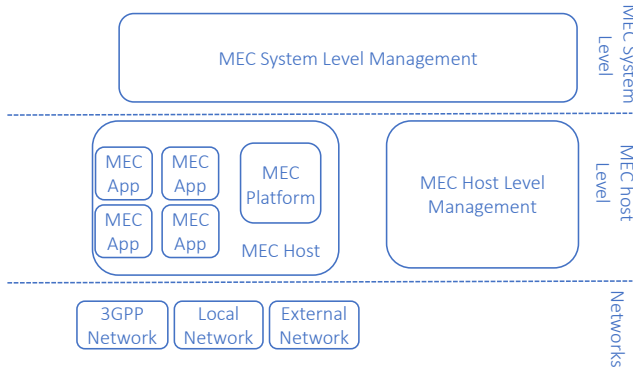 MEC System Level Management
MEC System
Level
MEC
App
MEC
App
MEC
App
MEC
App
MEC
Platform
MEC Host
MEC Host Level
Management
MEC host
Level
3GPP
Network
Local
Network
External
Network
Networks